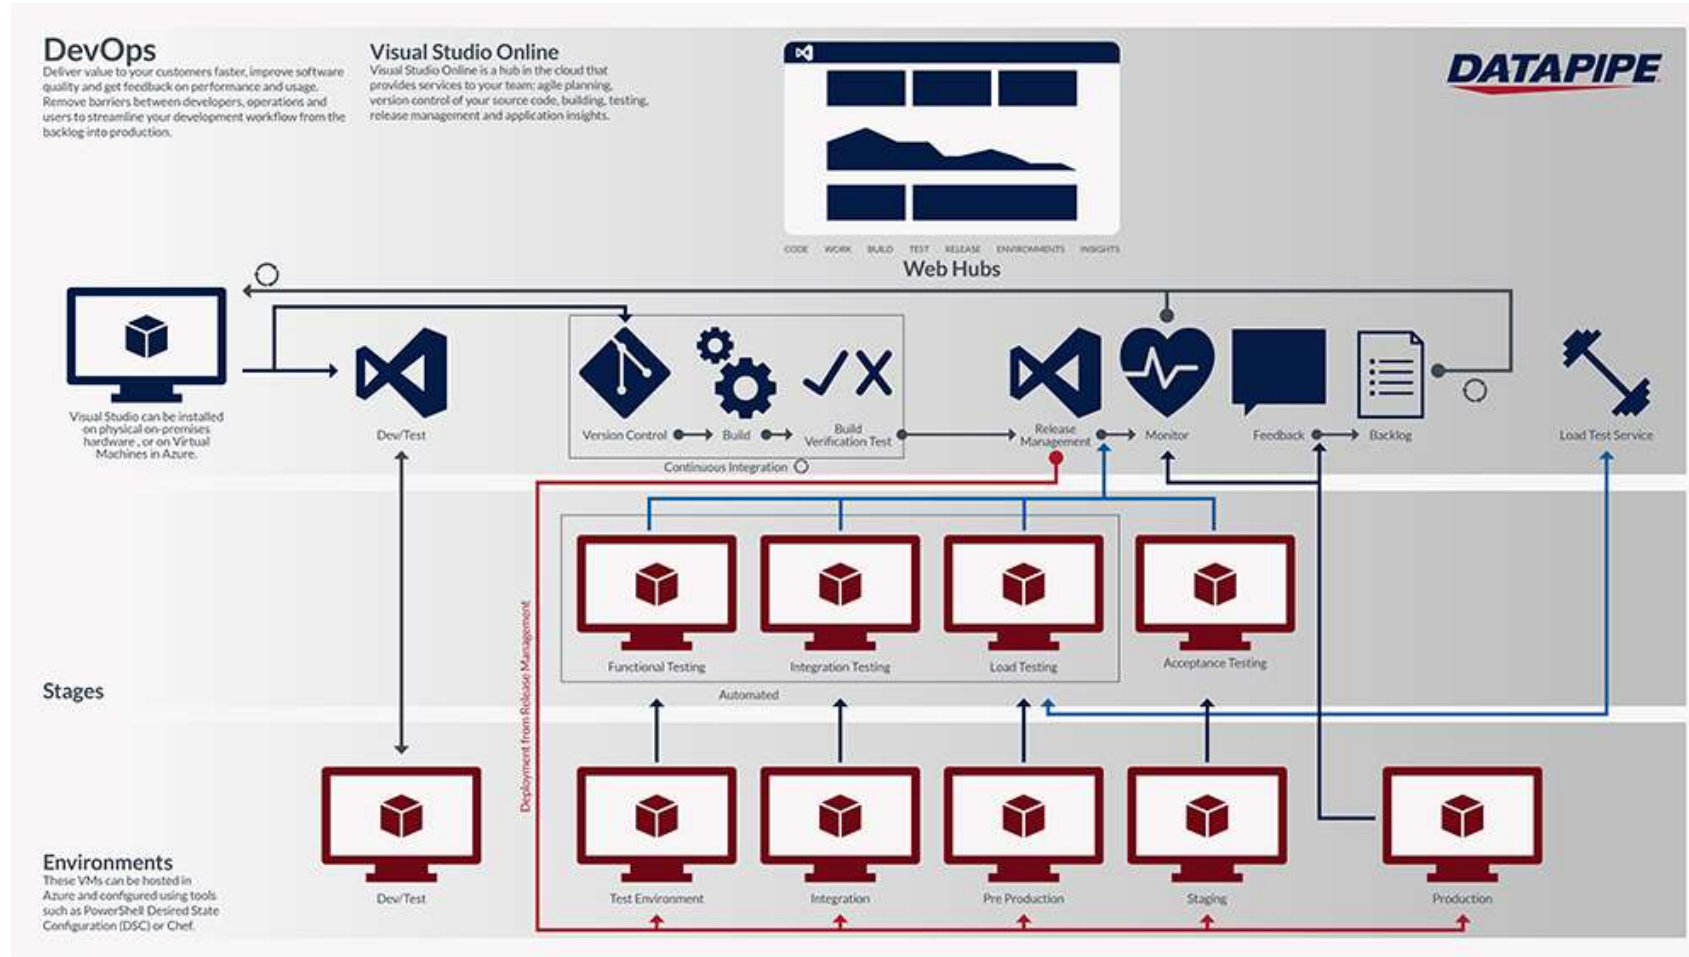 DevOps
Deliver value to your customers faster, improve software
quality and get feedback on performance and usage.
Remove barriers between developers, operations and
users to streamline your development workflow from the
backlog into production.
Visual Studio Online
Visual Studio Online is a hub in the cloud that
provides services to your team: agile planning,
version control of your source code, building, testing,
release management and application insights.
DATAPIPE
CODE WORK BUILD TEST RELEASE ENVIRONMENTS INSIGHTS
Web Hubs
Visual Studio can be installed
on physical on-premises
hardware, or on Virtual
Machines in Azure.
Dev/Test
Version Control
Build
Build
Verification Test
Continuous Integration
Release
Management
Monitor
Feedback
Backlog
Load Test Service
Stages
Functional Testing
Integration Testing
Load Testing
Acceptance Testing
Automated
Deployment from Release Management
Environments
These VMs can be hosted in
Azure and configured using tools
such as PowerShell Desired State
Configuration (DSC) or Chef.
Dev/Test
Test Environment
Integration
Pre Production
Staging
Production